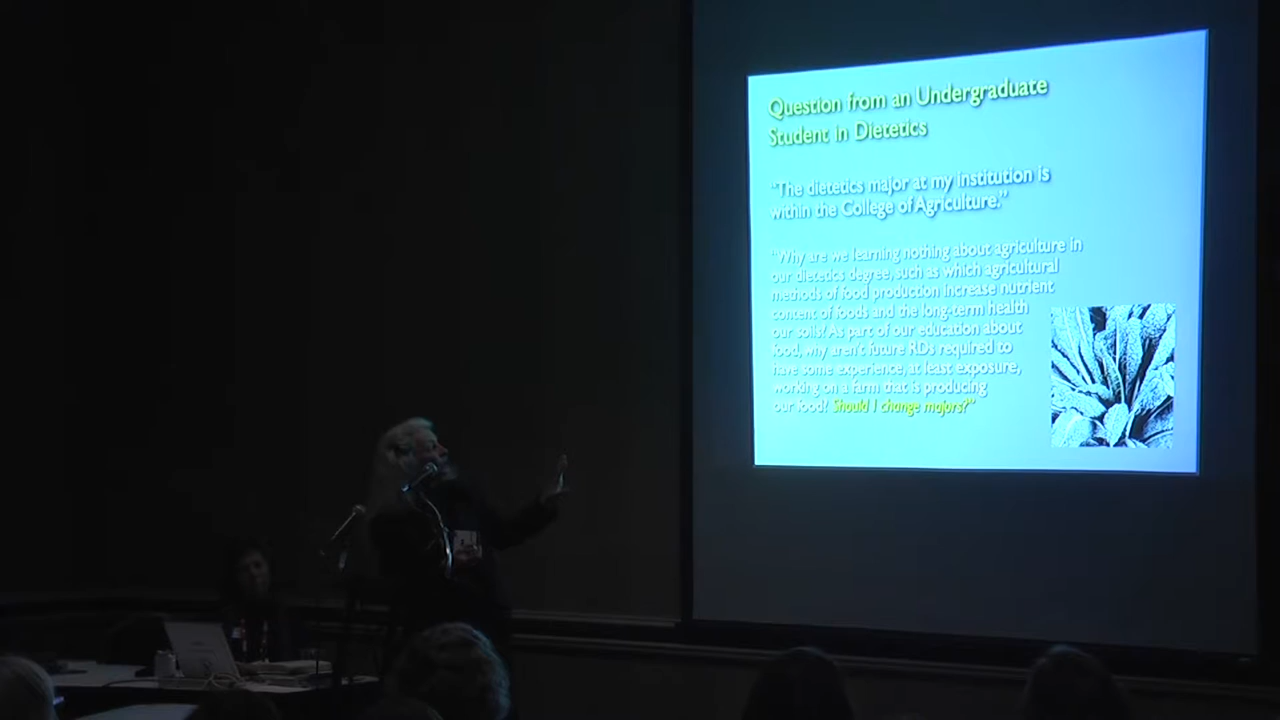 Question from an Undergraduate
Student in Dietetics
"The dietetics major at my institution is
within the College of Agriculture."
"Why are we learning nothing about agriculture in
our dietetics degree, such as which agricultural
methods of food production increase nutrient
content of foods and the long-term health
our soils? As part of our education about
food, why aren't future RDs required to
have some experience, at least exposure,
working on a farm that is producing
our food? Should I change majors?"